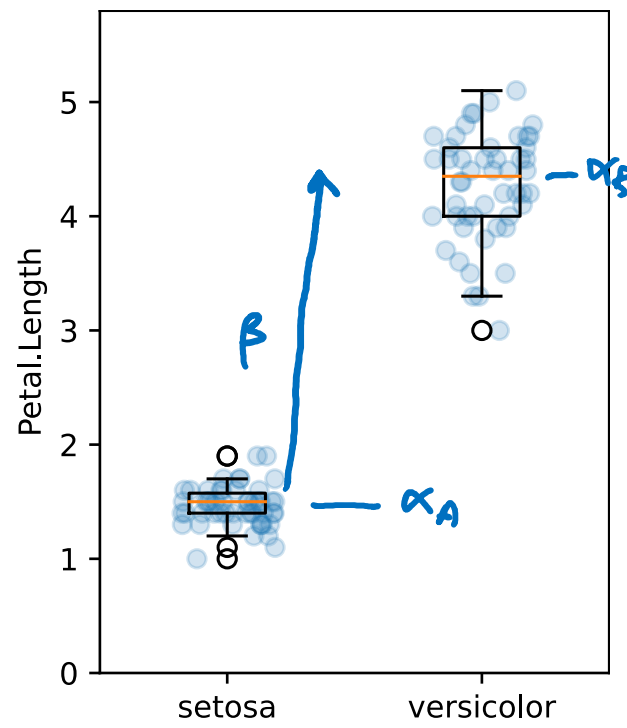 5
4
3
2
1
0
Petal.Length
setosa
versicolor
β
α_A
α_B